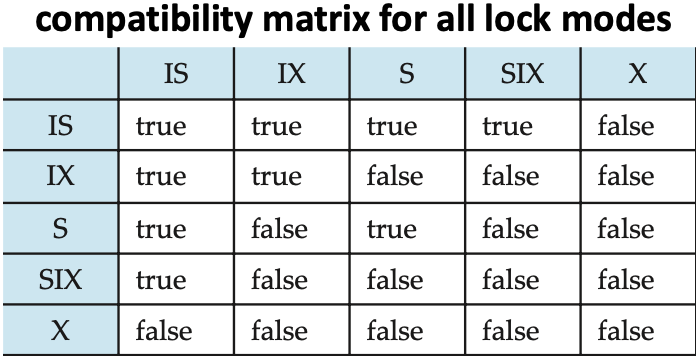 compatibility matrix for all lock modes
IS IX S SIX X
IS true true true true false
IX true true false false false
S true false true false false
SIX true false false false false
X false false false false false